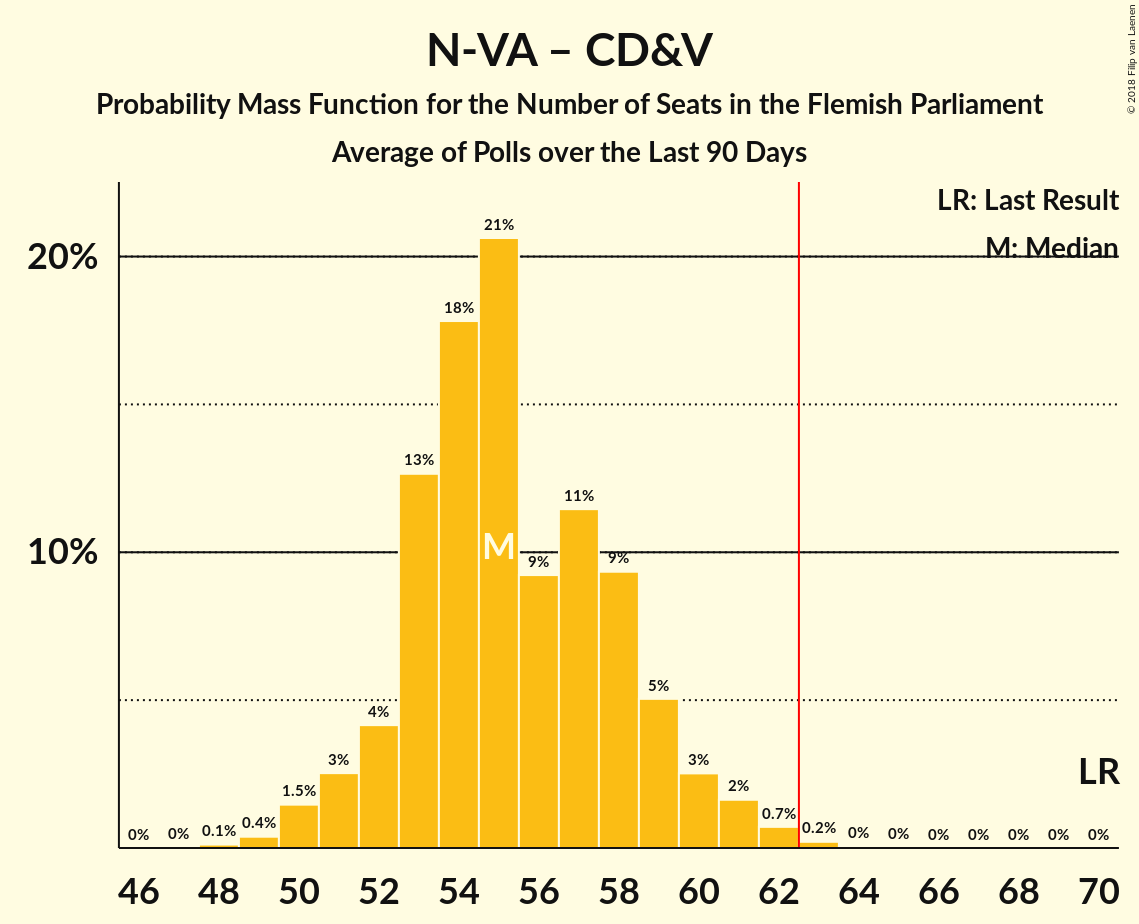 N-VA – CD&V
Probability Mass Function for the Number of Seats in the Flemish Parliament
Average of Polls over the Last 90 Days
© 2018 Filip van Laenen
LR: Last Result
M: Median
20%
10%
0% 0% 0.1% 0.4% 1.5% 3% 4% 13% 18% 21% 9% 11% 9% 5% 3% 2% 0.7% 0.2% 0% 0% 0% 0% 0% 0% 0%
M
LR
46 48 50 52 54 56 58 60 62 64 66 68 70